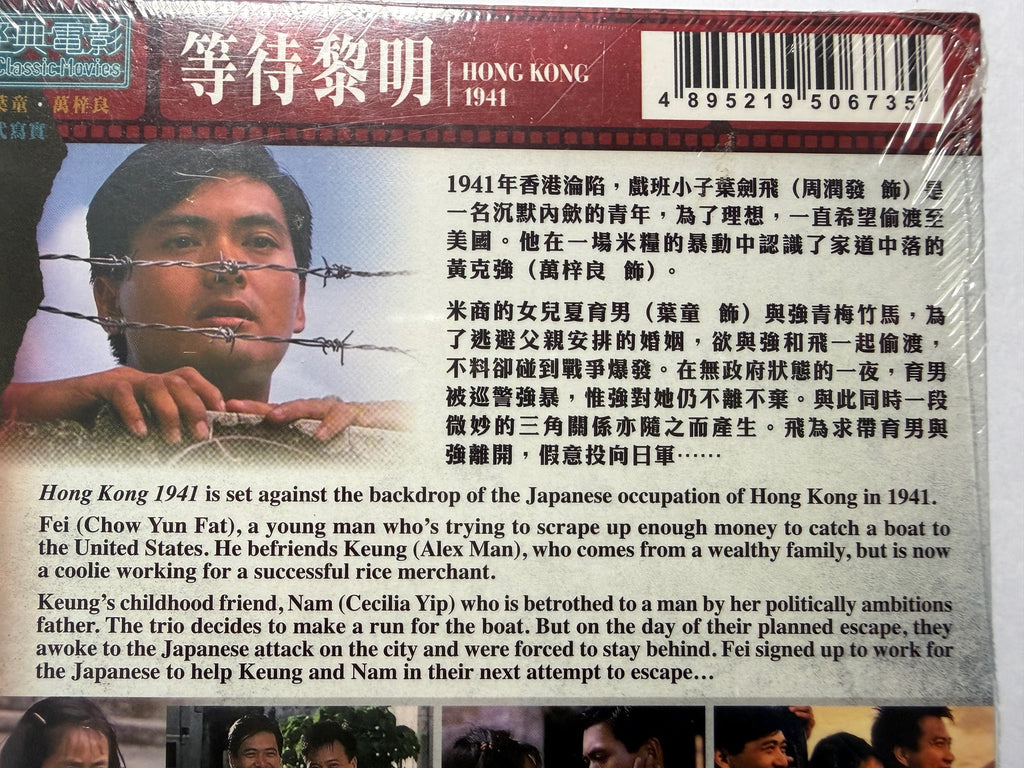 典電影
Classic Movies
葉童・萬梓良
寫實
等待黎明
HONG KONG
1941
4 895219 506735
1941年香港淪陷，戲班小子葉劍飛（周潤發 飾）是
一名沉默內斂的青年，為了理想，一直希望偷渡至
美國。他在一場米糧的暴動中認識了家道中落的
黃克強（萬梓良 飾）。
米商的女兒夏育男（葉童 飾）與強青梅竹馬，為
了逃避父親安排的婚姻，欲與強和飛一起偷渡，
不料卻碰到戰爭爆發。在無政府狀態的一夜，育男
被巡警強暴，惟強對她仍不離不棄。與此同時一段
微妙的三角關係亦隨之而產生。飛為求帶育男與
強離開，假意投向日軍……
Hong Kong 1941 is set against the backdrop of the Japanese occupation of Hong Kong in 1941.
Fei (Chow Yun Fat), a young man who's trying to scrape up enough money to catch a boat to
the United States. He befriends Keung (Alex Man), who comes from a wealthy family, but is now
a coolie working for a successful rice merchant.
Keung's childhood friend, Nam (Cecilia Yip) who is betrothed to a man by her politically ambitions
father. The trio decides to make a run for the boat. But on the day of their planned escape, they
awoke to the Japanese attack on the city and were forced to stay behind. Fei signed up to work for
the Japanese to help Keung and Nam in their next attempt to escape...